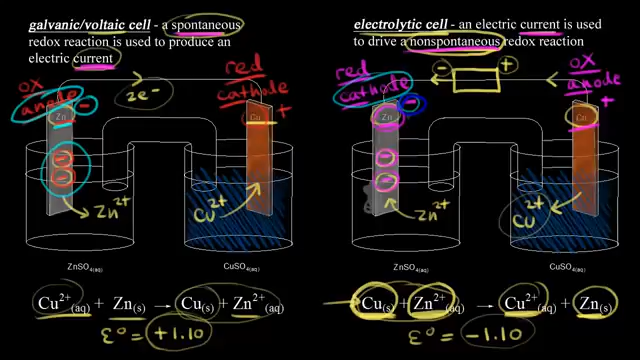 galvanic/voltaic cell - a spontaneous
redox reaction is used to produce an
electric current
ox
anode
-
2e-
red
cathode
+
Zn
Cu
-
-
Zn2+
Cu2+
ZnSO4(aq)
CuSO4(aq)
Cu2+(aq) + Zn(s) → Cu(s) + Zn2+(aq)
ε° = +1.10
electrolytic cell - an electric current is used
to drive a nonspontaneous redox reaction
- +
red
cathode
-
ox
anode
+
Zn
Cu
-
-
Zn2+
Cu2+
ZnSO4(aq)
CuSO4(aq)
Cu(s) + Zn2+(aq) → Cu2+(aq) + Zn(s)
ε° = -1.10